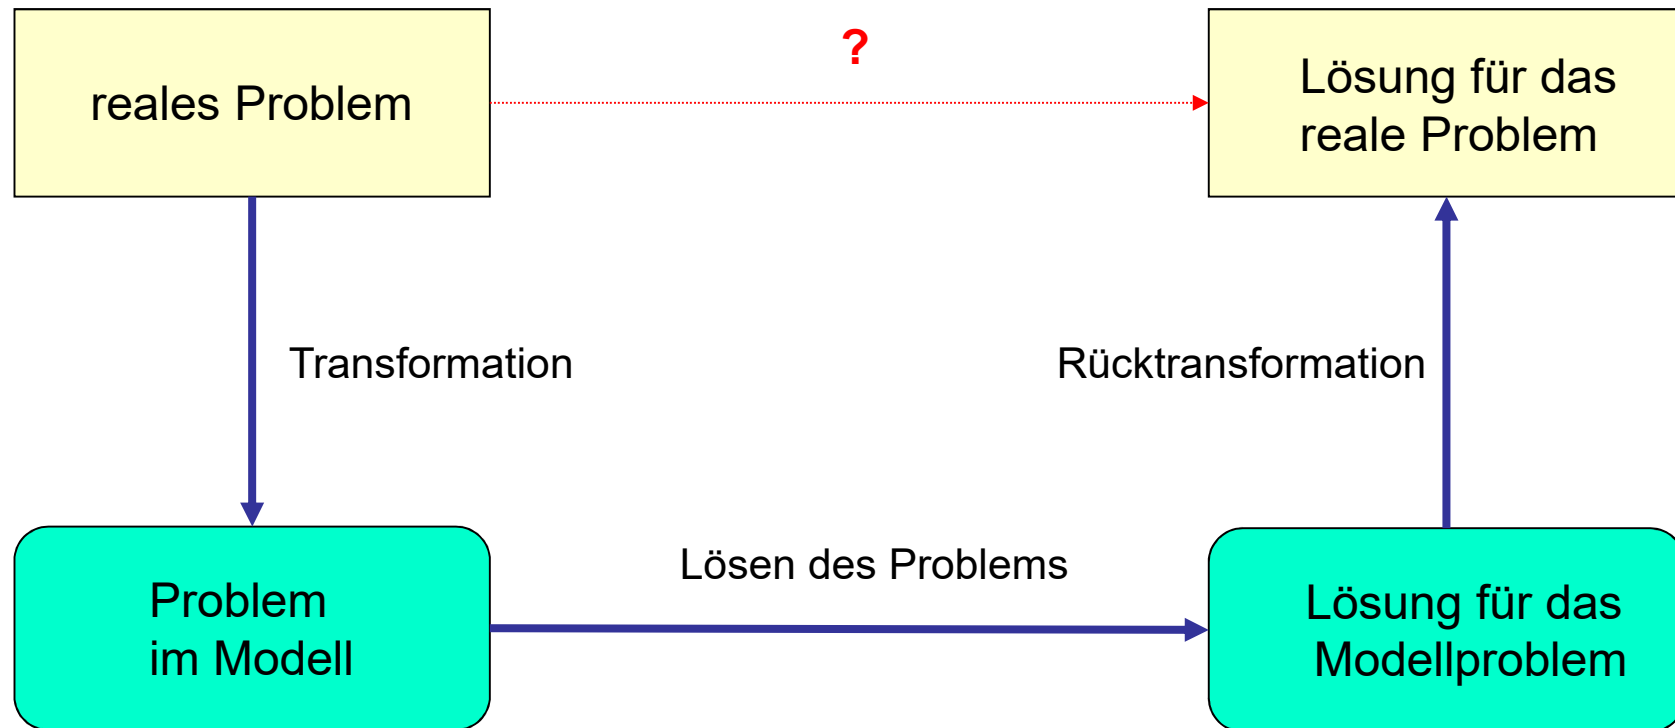 ?
reales Problem
Lösung für das
reale Problem
Transformation
Rücktransformation
Lösen des Problems
Problem
im Modell
Lösung für das
Modellproblem